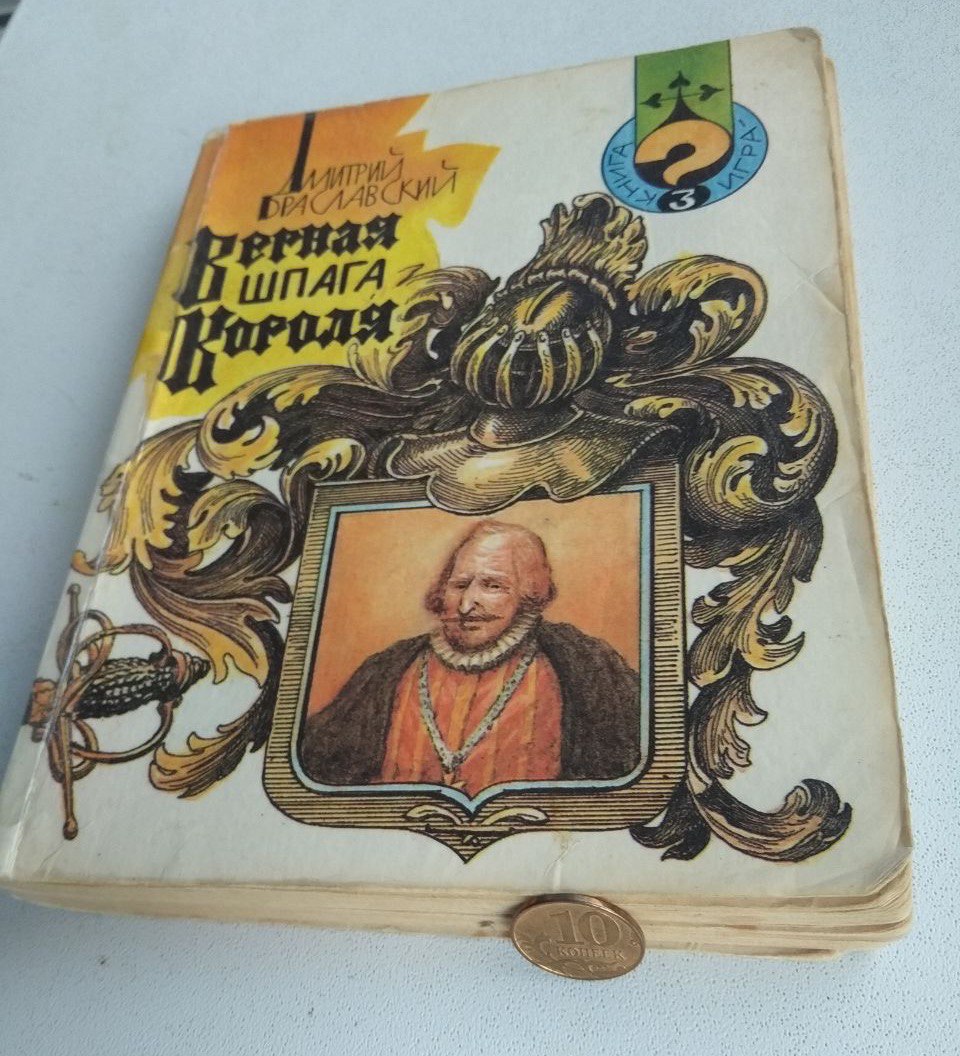 Дмитрий
Браславский
Верная
шпага
Короля
КНИГА ИГРА"
3
10
КОПЕЕК